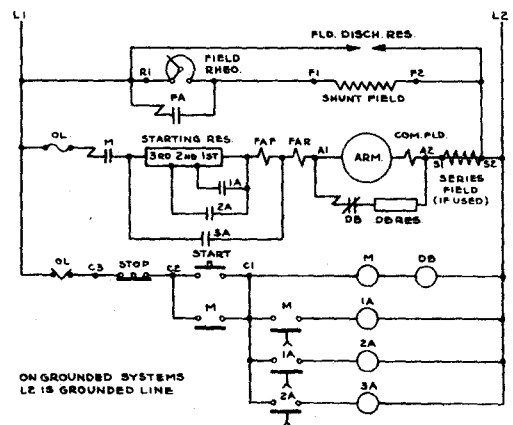 L1
L2
FLD. DISCH. RES.
FIELD
RHEO.
R1
F1
F2
FA
SHUNT FIELD
OL
M
STARTING RES.
3RD 2ND 1ST
FAF
FAR
A1
ARM.
COM. FLD.
A2
S1
S2
SERIES
FIELD
(IF USED)
1A
2A
3A
DB
DB RES.
OL
C3
STOP
C2
START
C1
M
DB
M
M
1A
1A
2A
2A
3A
ON GROUNDED SYSTEMS
L2 IS GROUNDED LINE